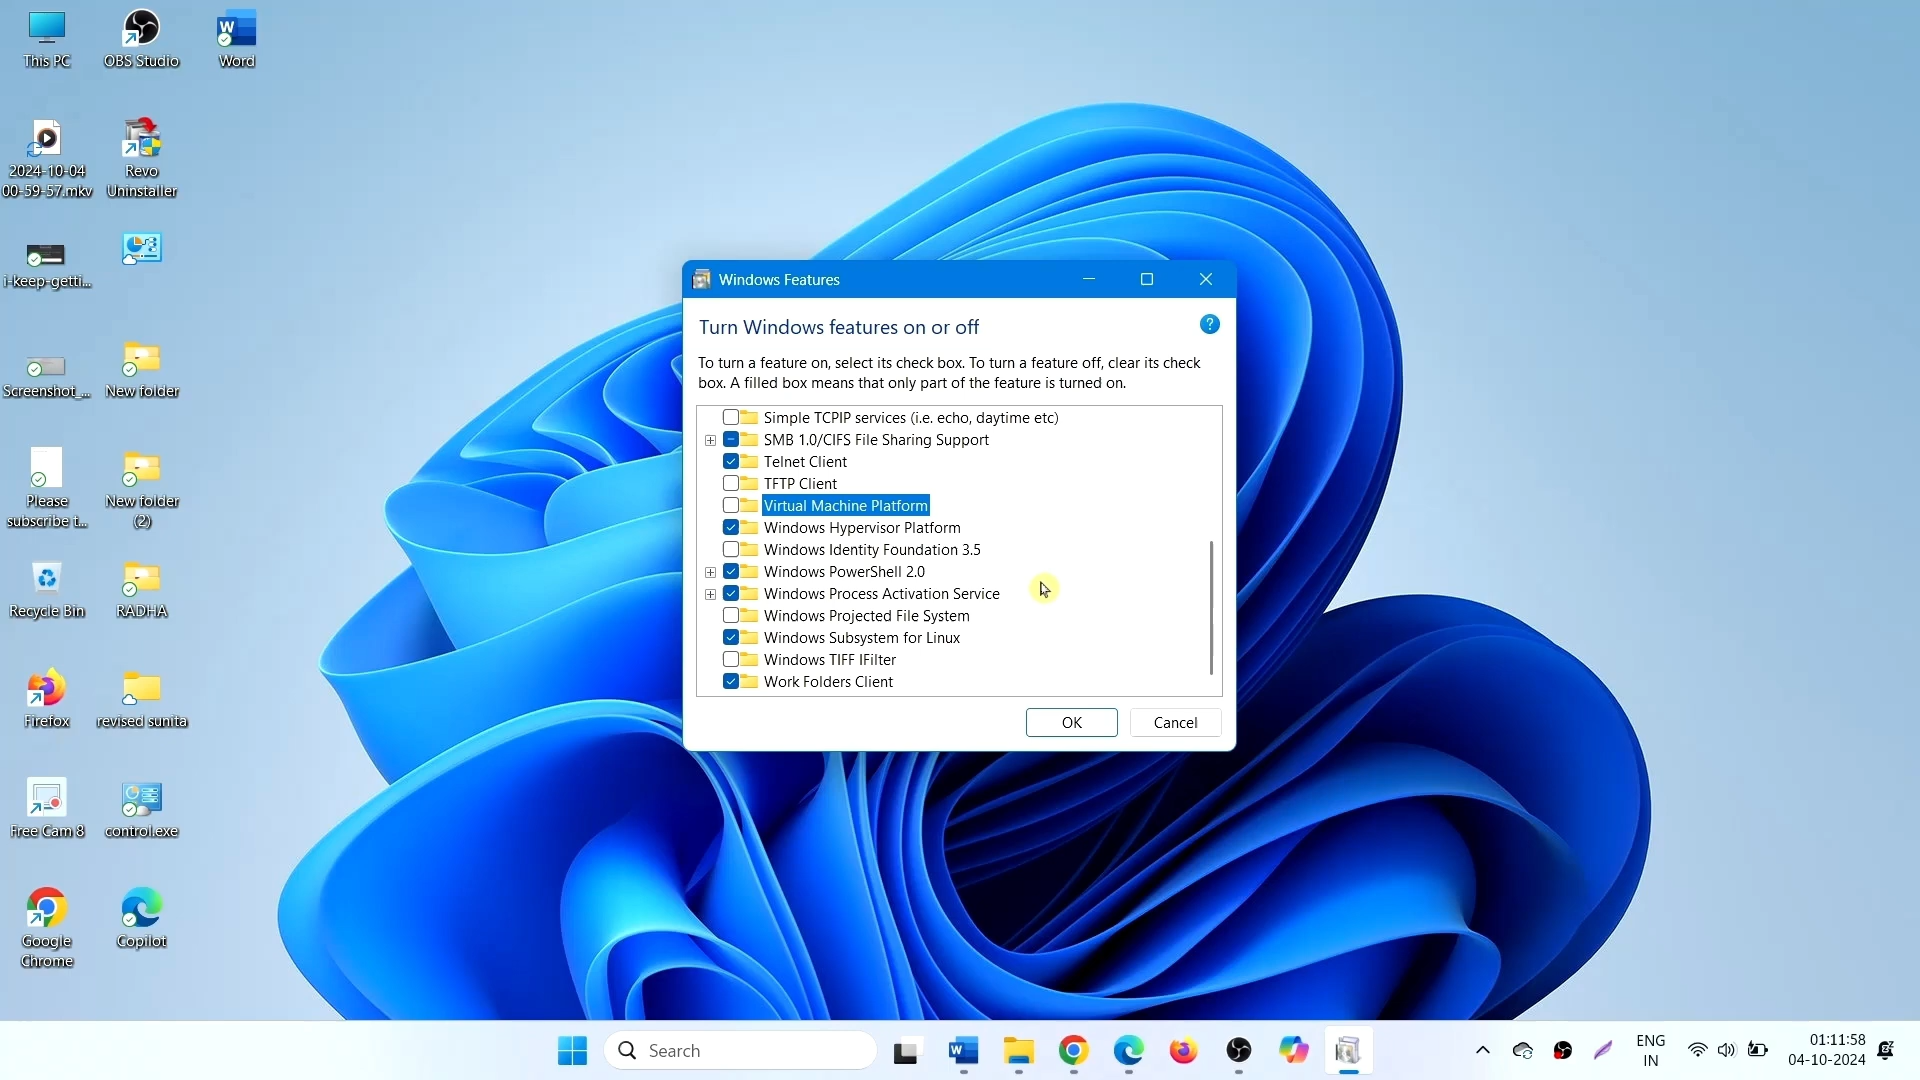 This PC
OBS Studio
Word
2024-10-04
00-59-57.mkv
Revo
Uninstaller
i-keep-getti...
Screenshot_...
New folder
Please
subscribe t...
New folder
(2)
Recycle Bin
RADHA
Firefox
revised sunita
Free Cam 8
control.exe
Google
Chrome
Copilot
Windows Features
Turn Windows features on or off
To turn a feature on, select its check box. To turn a feature off, clear its check
box. A filled box means that only part of the feature is turned on.
Simple TCPIP services (i.e. echo, daytime etc)
SMB 1.0/CIFS File Sharing Support
Telnet Client
TFTP Client
Virtual Machine Platform
Windows Hypervisor Platform
Windows Identity Foundation 3.5
Windows PowerShell 2.0
Windows Process Activation Service
Windows Projected File System
Windows Subsystem for Linux
Windows TIFF IFilter
Work Folders Client
OK
Cancel
Search
ENG
IN
01:11:58
04-10-2024